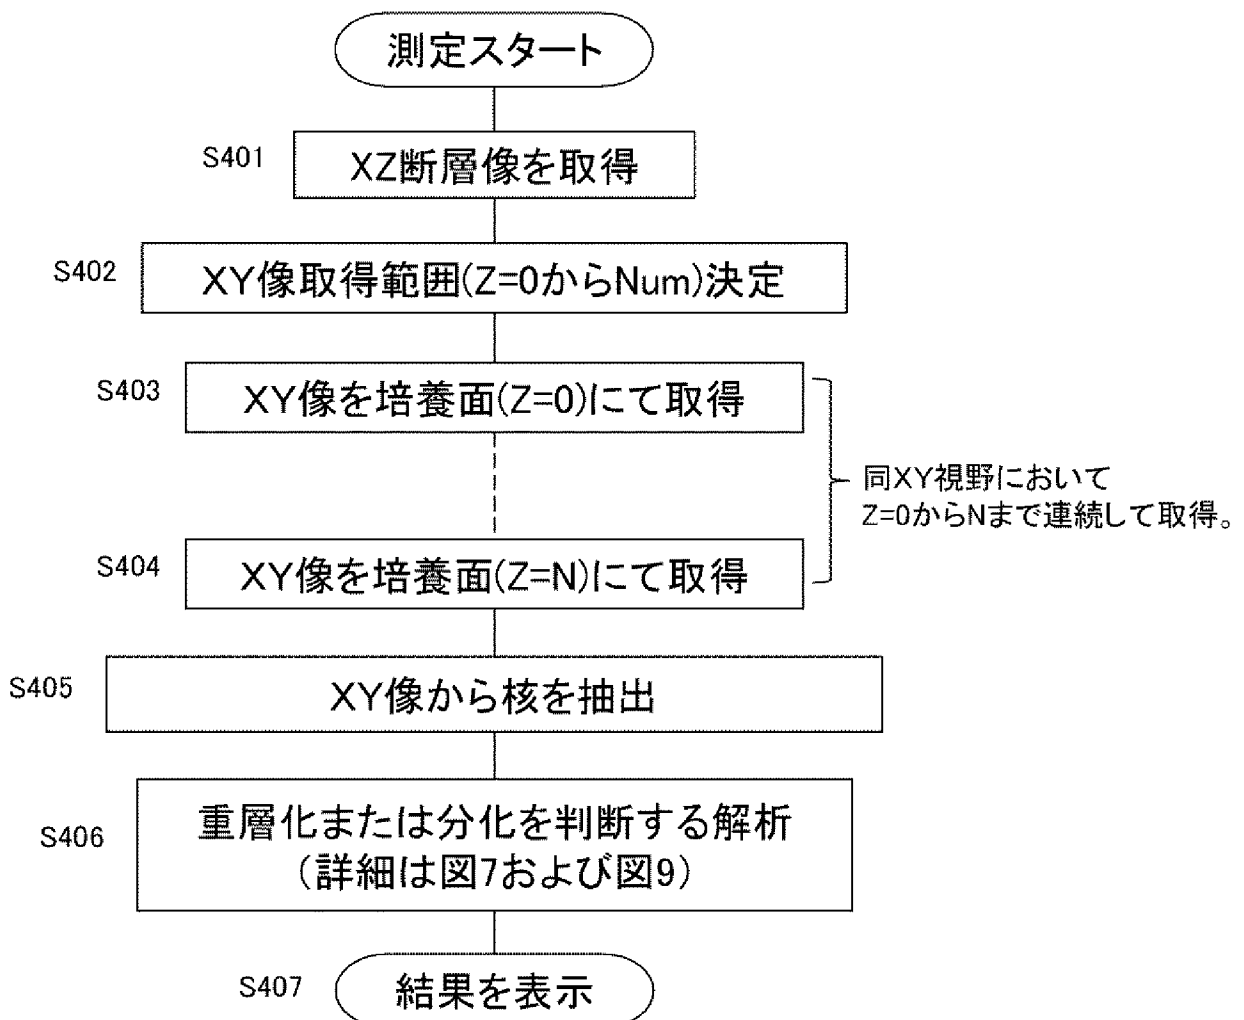 測定スタート
S401
XZ断層像を取得
S402
XY像取得範囲(Z=0からNum)決定
S403
XY像を培養面(Z=0)にて取得
同XY視野において
Z=0からNまで連続して取得。
S404
XY像を培養面(Z=N)にて取得
S405
XY像から核を抽出
S406
重層化または分化を判断する解析
(詳細は図7および図9)
S407
結果を表示